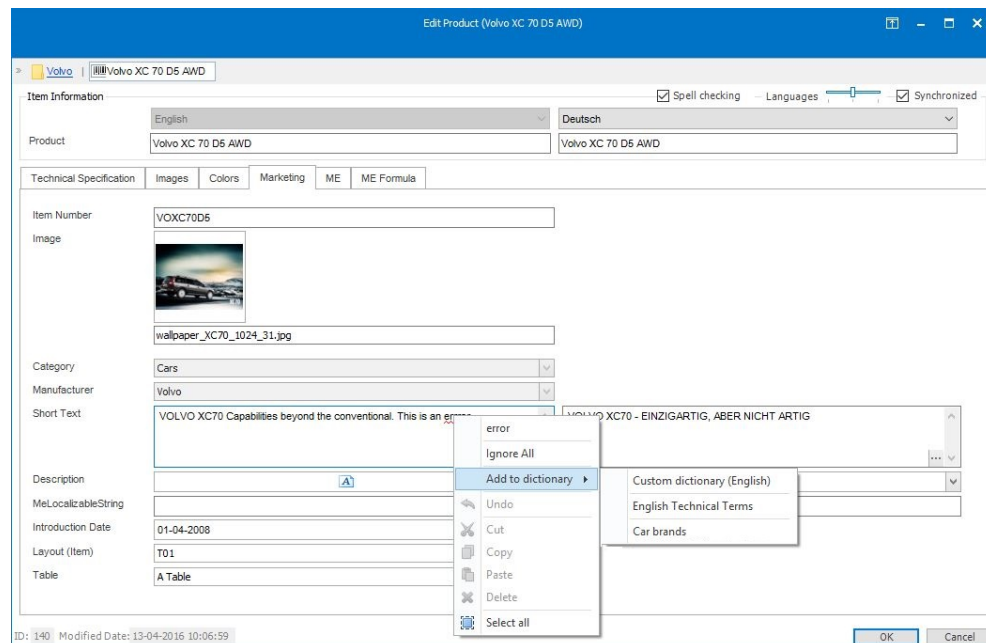 Edit Product (Volvo XC 70 D5 AWD)
» Volvo | Volvo XC 70 D5 AWD
Item Information Spell checking Languages Synchronized
English Deutsch
Product Volvo XC 70 D5 AWD Volvo XC 70 D5 AWD
Technical Specification Images Colors Marketing ME ME Formula
Item Number VOXC70D5
Image
wallpaper_XC70_1024_31.jpg
Category Cars
Manufacturer Volvo
Short Text VOLVO XC70 Capabilities beyond the conventional. This is an VOLVO XC70 - EINZIGARTIG, ABER NICHT ARTIG
error
Ignore All
Description Add to dictionary Custom dictionary (English)
MeLocalizableString Undo English Technical Terms
Introduction Date 01-04-2008 Cut Car brands
Layout (Item) T01 Copy
Table A Table Paste
Delete
Select all
ID: 140 Modified Date: 13-04-2016 10:06:59 OK Cancel